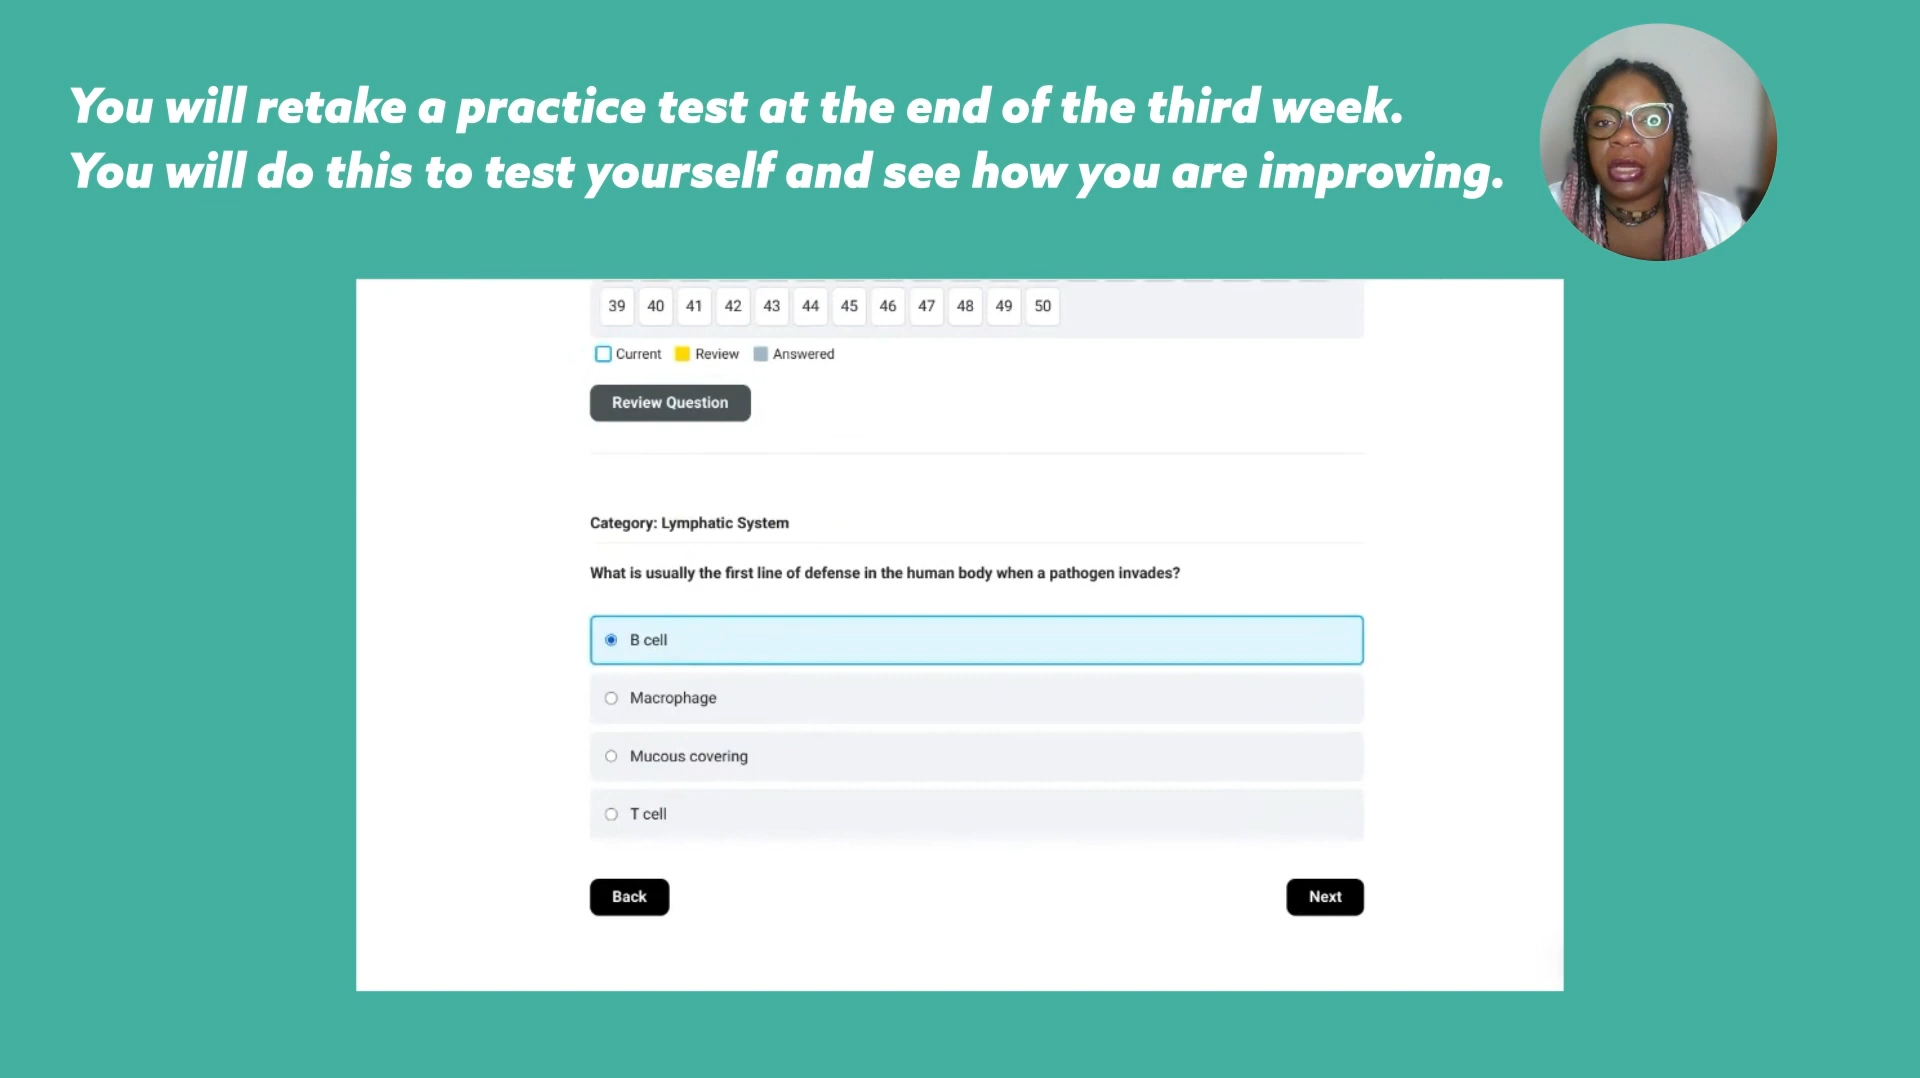 You will retake a practice test at the end of the third week.
You will do this to test yourself and see how you are improving.
39 40 41 42 43 44 45 46 47 48 49 50
Current Review Answered
Review Question
Category: Lymphatic System
What is usually the first line of defense in the human body when a pathogen invades?
B cell
Macrophage
Mucous covering
T cell
Back Next